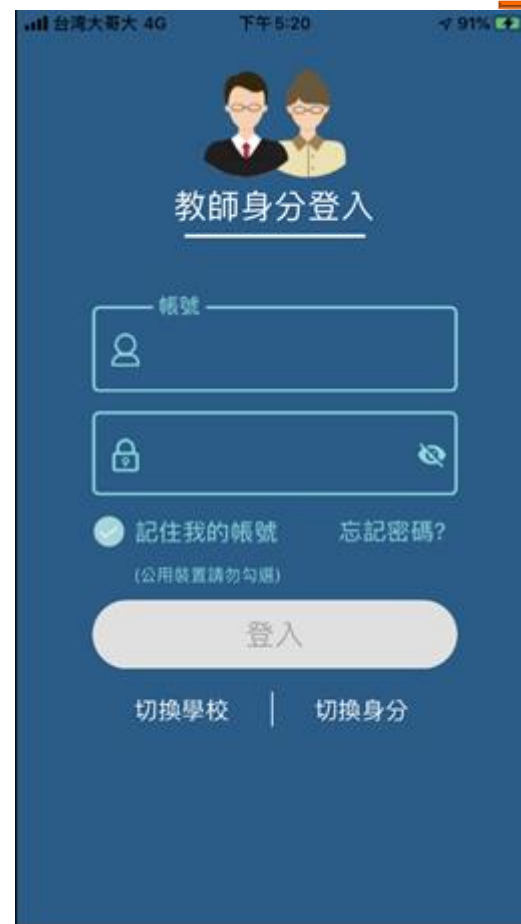 台灣大哥大 4G 下午5:20 91%
教師身分登入
帳號
記住我的帳號 忘記密碼?
(公用裝置請勿勾選)
登入
切換學校 | 切換身分